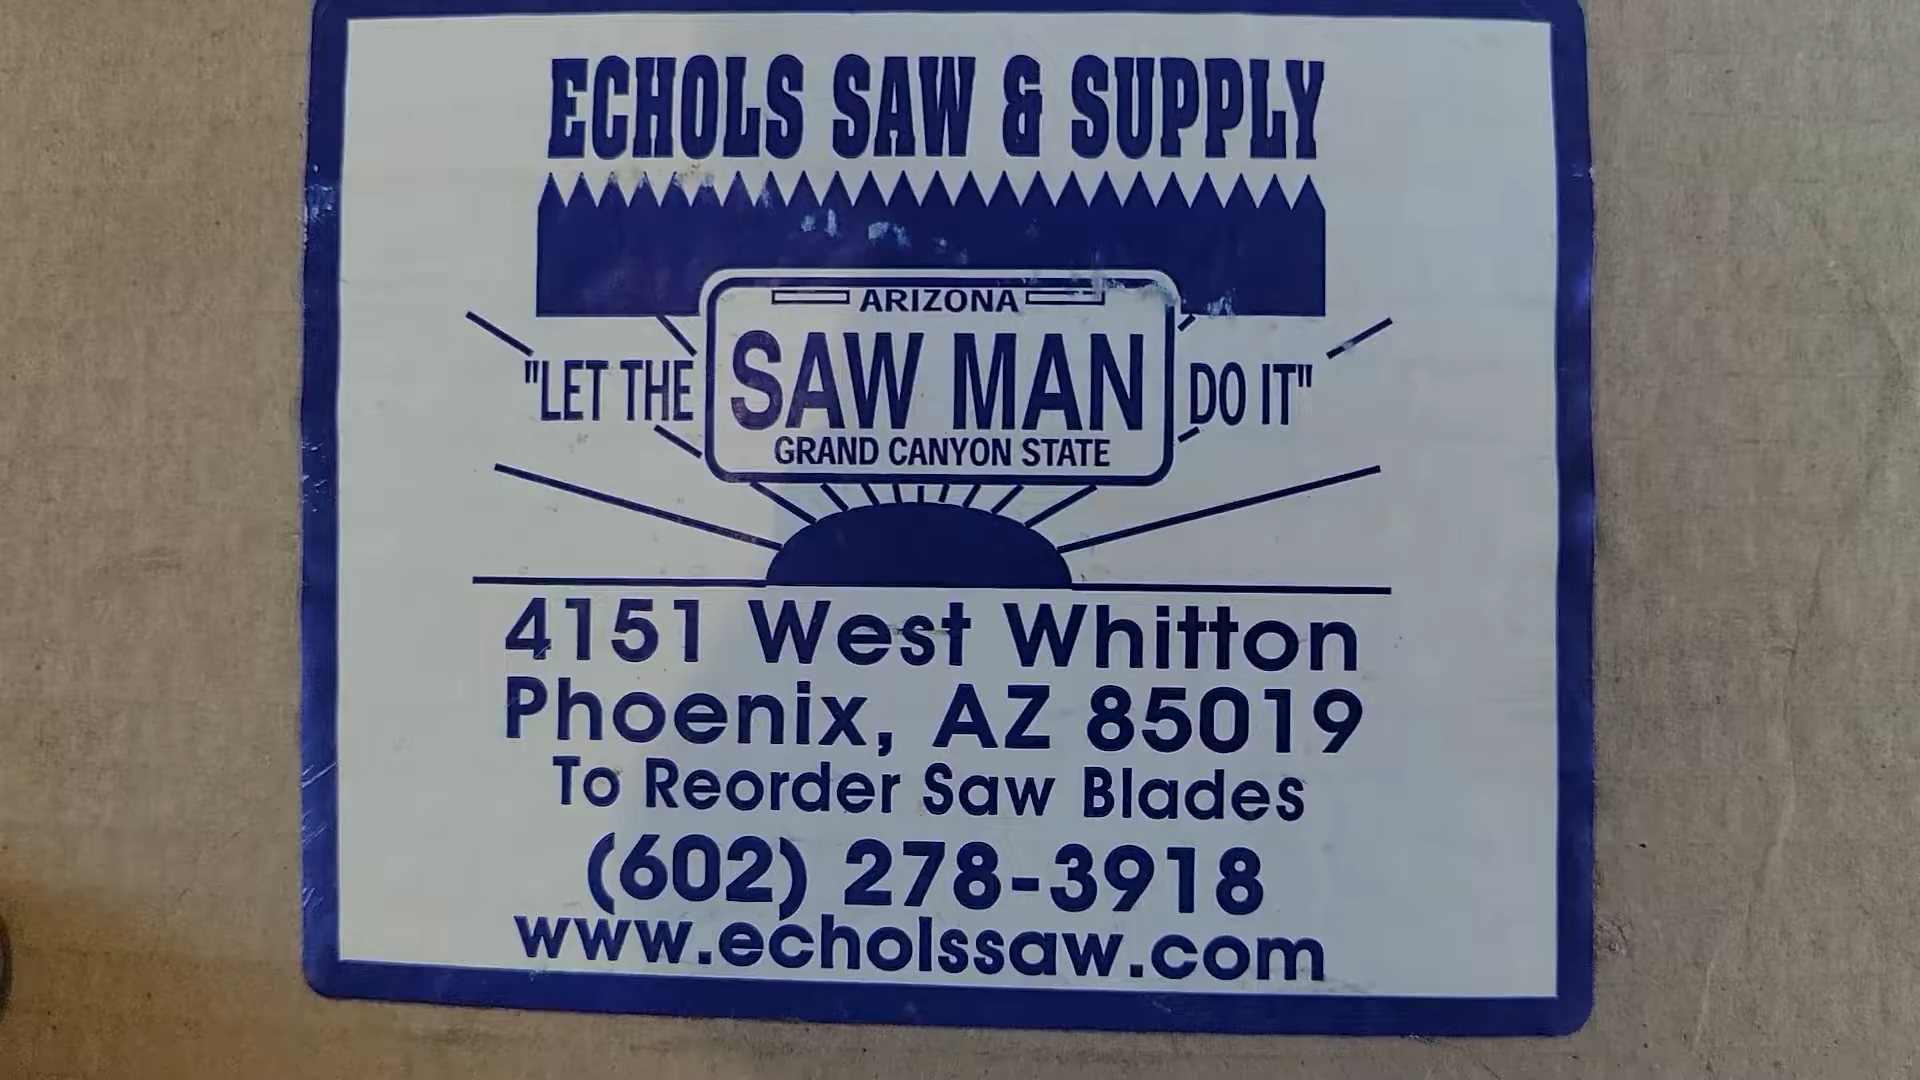 ECHOLS SAW & SUPPLY
ARIZONA
"LET THE SAW MAN DO IT"
GRAND CANYON STATE
4151 West Whitton
Phoenix, AZ 85019
To Reorder Saw Blades
(602) 278-3918
www.echolssaw.com